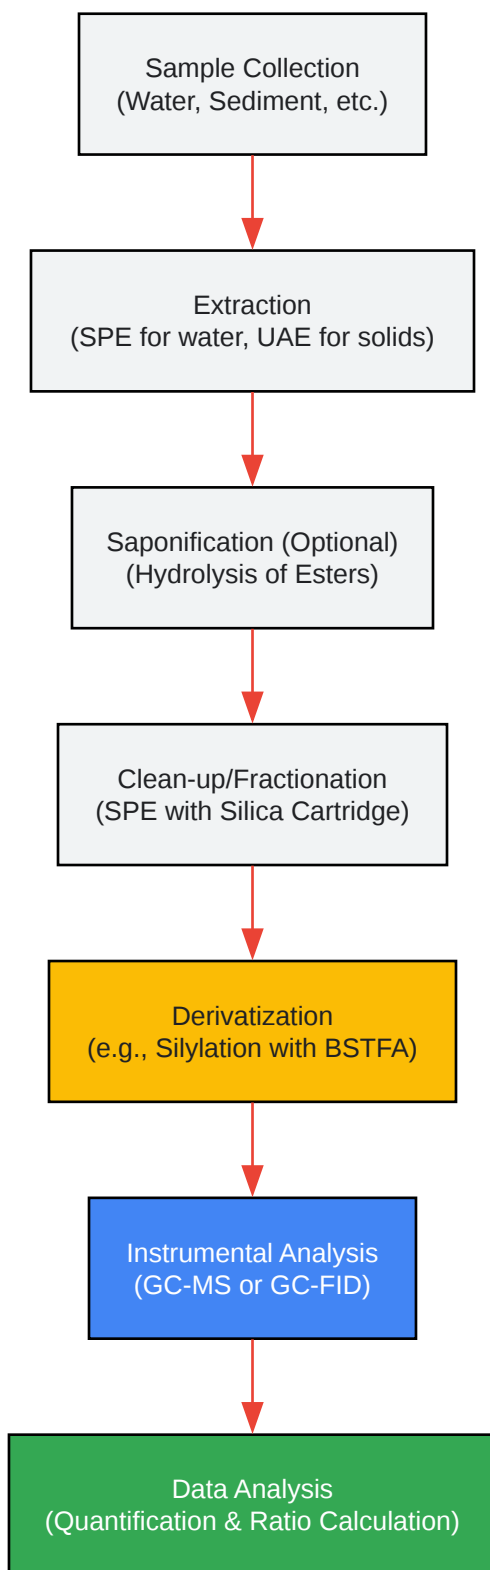 Sample Collection
(Water, Sediment, etc.)
Extraction
(SPE for water, UAE for solids)
Saponification (Optional)
(Hydrolysis of Esters)
Clean-up/Fractionation
(SPE with Silica Cartridge)
Derivatization
(e.g., Silylation with BSTFA)
Instrumental Analysis
(GC-MS or GC-FID)
Data Analysis
(Quantification & Ratio Calculation)